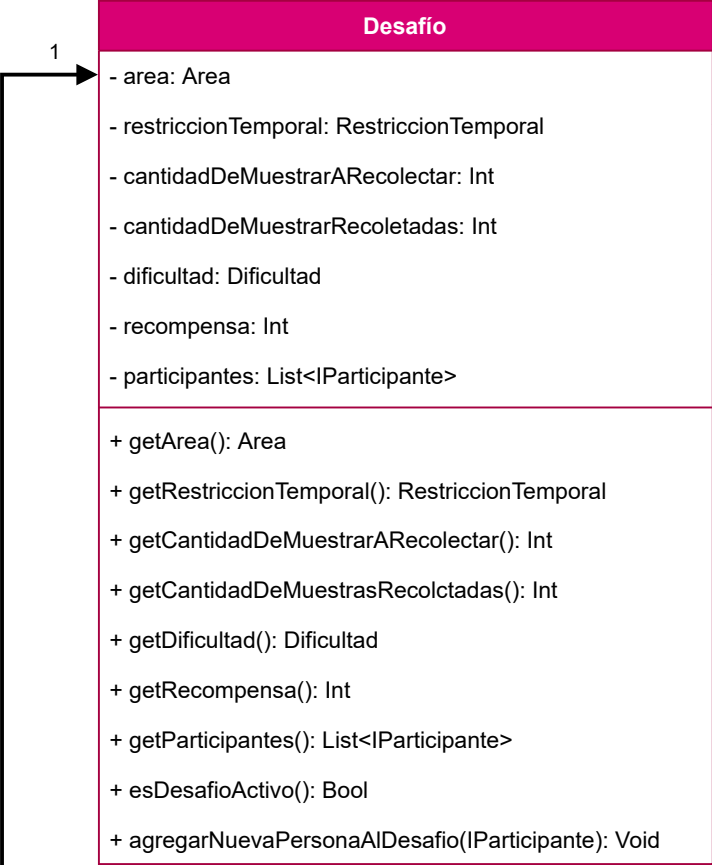 Desafío
1
- area: Area
- restriccionTemporal: RestriccionTemporal
- cantidadDeMuestrarARecolectar: Int
- cantidadDeMuestrarRecoletadas: Int
- dificultad: Dificultad
- recompensa: Int
- participantes: List<IParticipante>
+ getArea(): Area
+ getRestriccionTemporal(): RestriccionTemporal
+ getCantidadDeMuestrarARecolectar(): Int
+ getCantidadDeMuestrasRecolctadas(): Int
+ getDificultad(): Dificultad
+ getRecompensa(): Int
+ getParticipantes(): List<IParticipante>
+ esDesafioActivo(): Bool
+ agregarNuevaPersonaAlDesafio(IParticipante): Void